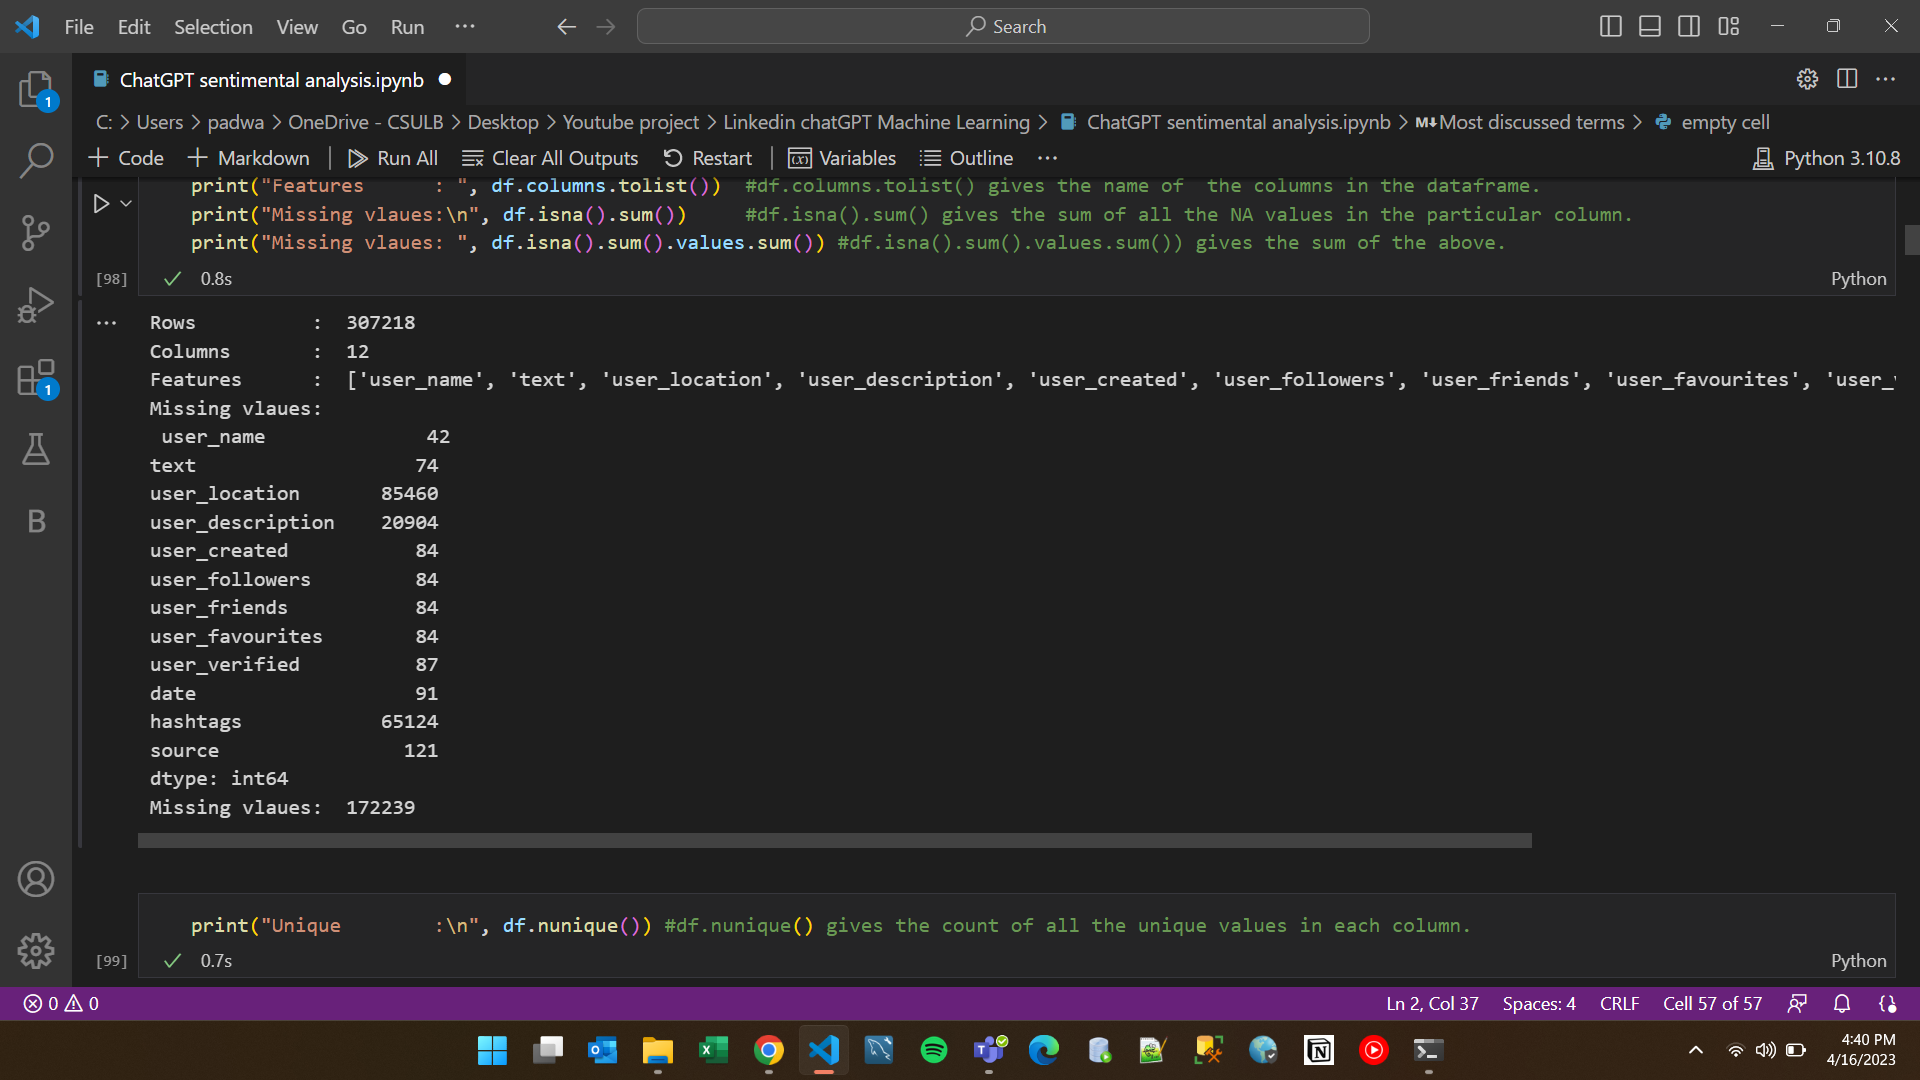 File Edit Selection View Go Run ··· Search
ChatGPT sentimental analysis.ipynb
C: > Users > padwa > OneDrive - CSULB > Desktop > Youtube project > Linkedin chatGPT Machine Learning > ChatGPT sentimental analysis.ipynb > M↓Most discussed terms > empty cell
+ Code + Markdown | Run All Clear All Outputs Restart | Variables Outline ··· Python 3.10.8
print("Features      : ", df.columns.tolist())  #df.columns.tolist() gives the name of  the columns in the dataframe.
print("Missing vlaues:\n", df.isna().sum())     #df.isna().sum() gives the sum of all the NA values in the particular column.
print("Missing vlaues: ", df.isna().sum().values.sum()) #df.isna().sum().values.sum()) gives the sum of the above.
[98] 0.8s Python
Rows          :  307218
Columns       :  12
Features      :  ['user_name', 'text', 'user_location', 'user_description', 'user_created', 'user_followers', 'user_friends', 'user_favourites', 'user_
Missing vlaues:
 user_name              42
text                   74
user_location       85460
user_description    20904
user_created           84
user_followers         84
user_friends           84
user_favourites        84
user_verified          87
date                   91
hashtags            65124
source                121
dtype: int64
Missing vlaues:  172239
print("Unique        :\n", df.nunique()) #df.nunique() gives the count of all the unique values in each column.
[99] 0.7s Python
0 0 Ln 2, Col 37 Spaces: 4 CRLF Cell 57 of 57
4:40 PM
4/16/2023
1
1
B